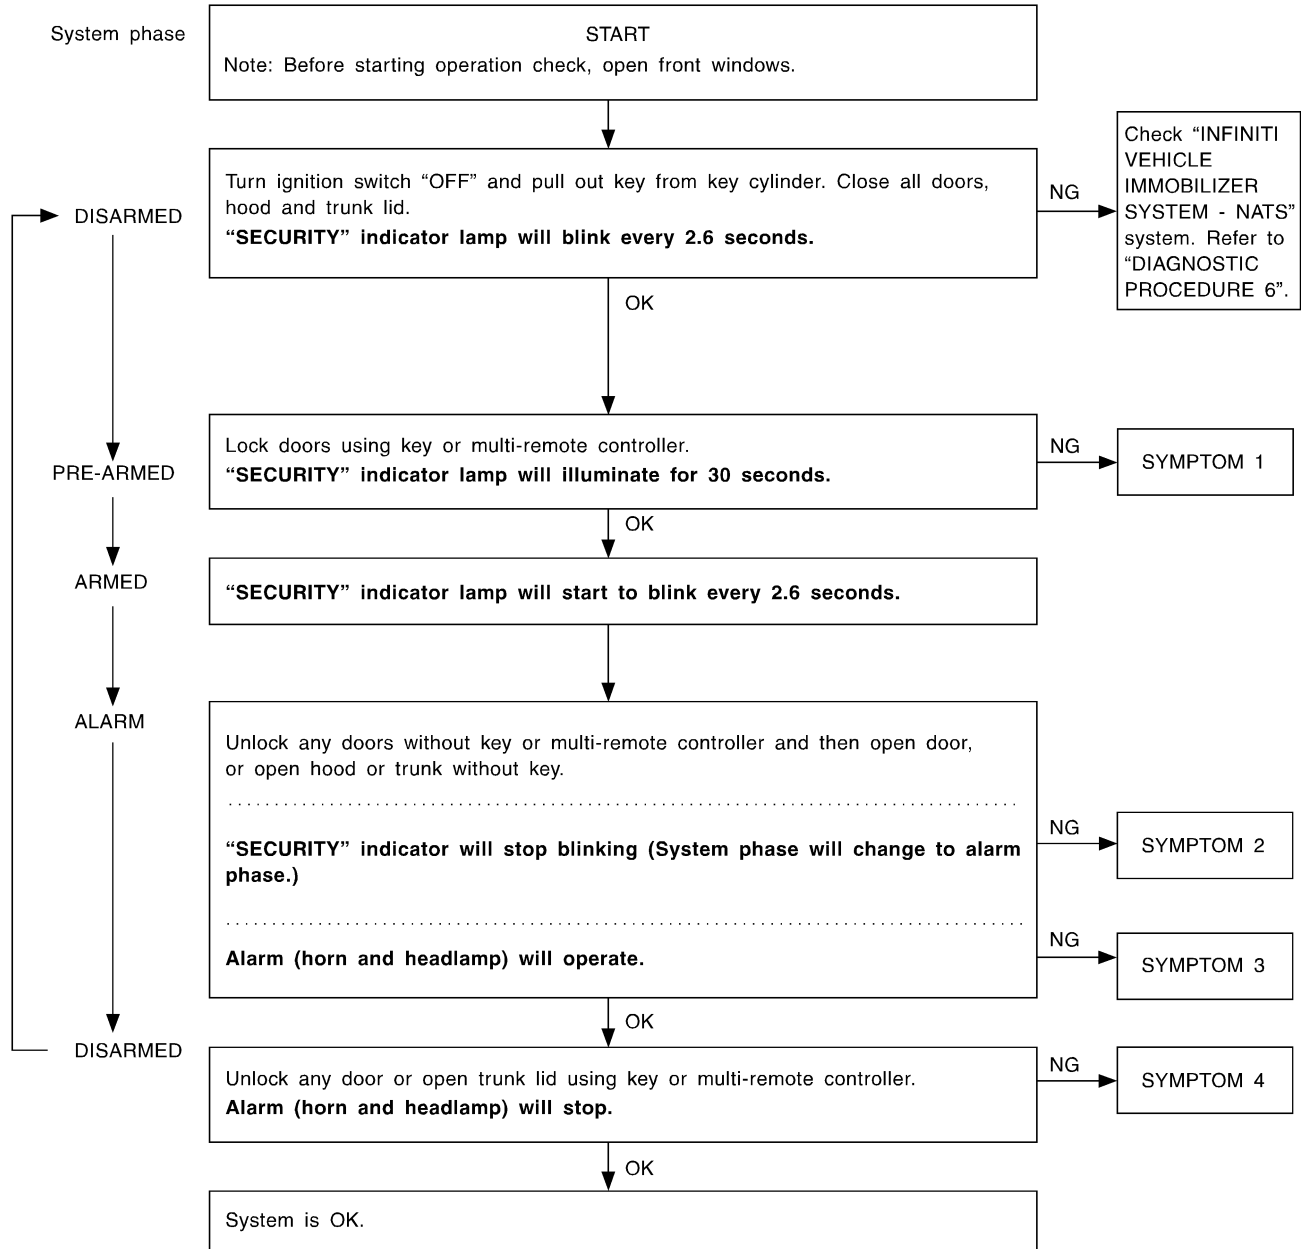 System phase
START
Note: Before starting operation check, open front windows.
DISARMED
Turn ignition switch “OFF” and pull out key from key cylinder. Close all doors,
hood and trunk lid.
“SECURITY” indicator lamp will blink every 2.6 seconds.
NG
Check “INFINITI
VEHICLE
IMMOBILIZER
SYSTEM - NATS”
system. Refer to
“DIAGNOSTIC
PROCEDURE 6”.
OK
PRE-ARMED
Lock doors using key or multi-remote controller.
“SECURITY” indicator lamp will illuminate for 30 seconds.
NG
SYMPTOM 1
OK
ARMED
“SECURITY” indicator lamp will start to blink every 2.6 seconds.
ALARM
Unlock any doors without key or multi-remote controller and then open door,
or open hood or trunk without key.
“SECURITY” indicator will stop blinking (System phase will change to alarm
phase.)
NG
SYMPTOM 2
Alarm (horn and headlamp) will operate.
NG
SYMPTOM 3
OK
DISARMED
Unlock any door or open trunk lid using key or multi-remote controller.
Alarm (horn and headlamp) will stop.
NG
SYMPTOM 4
OK
System is OK.